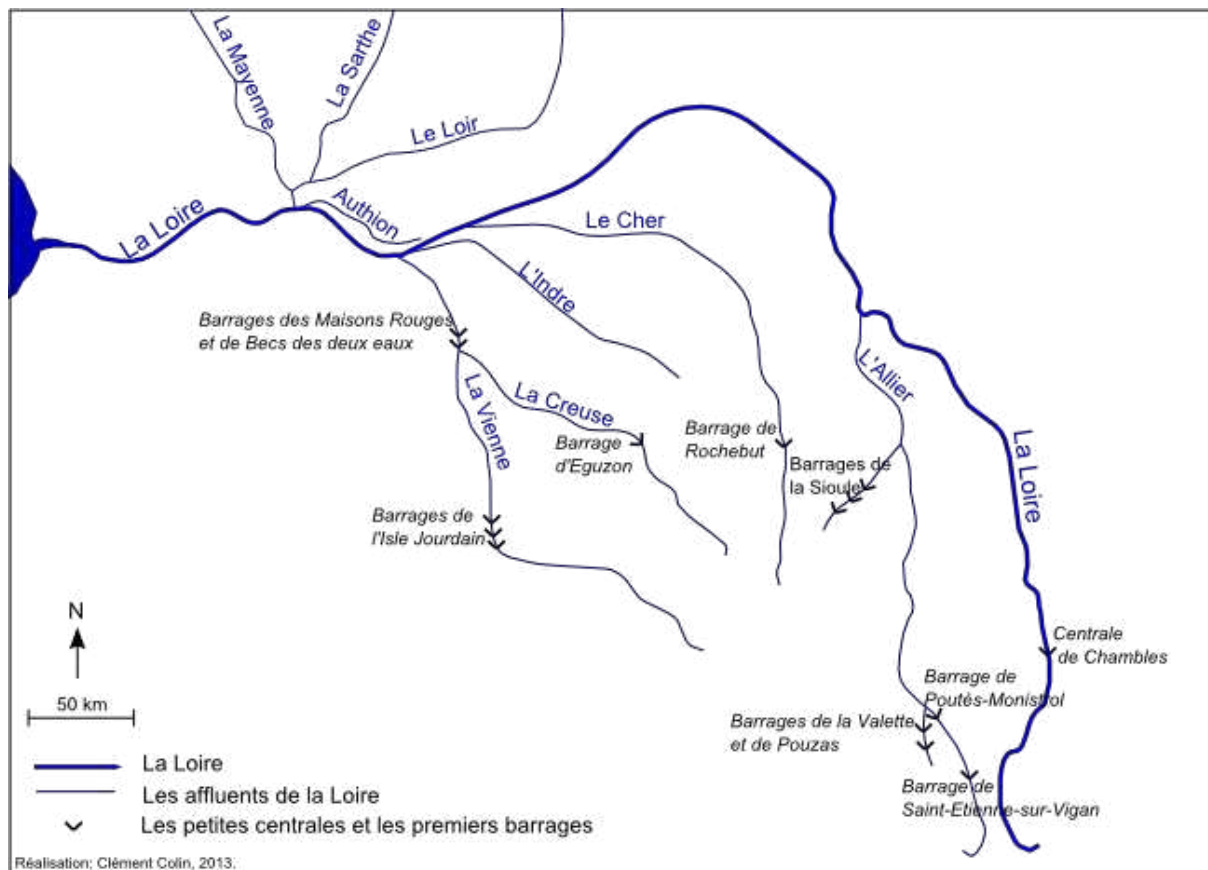 La Mayenne
La Sarthe
Le Loir
La Loire
Authion
Le Cher
L'Indre
Barrages des Maisons Rouges
et de Becs des deux eaux
La Vienne
La Creuse
L'Allier
La Loire
Barrage
d'Eguzon
Barrage de
Rochebut
Barrages de
la Sioule
Barrages de
l'Isle Jourdain
N
50 km
Centrale
de Chambles
Barrage de
Poutès-Monistrol
Barrages de la Valette
et de Pouzas
Barrage de
Saint-Etienne-sur-Vigan
La Loire
Les affluents de la Loire
Les petites centrales et les premiers barrages
Réalisation: Clément Colin, 2013.